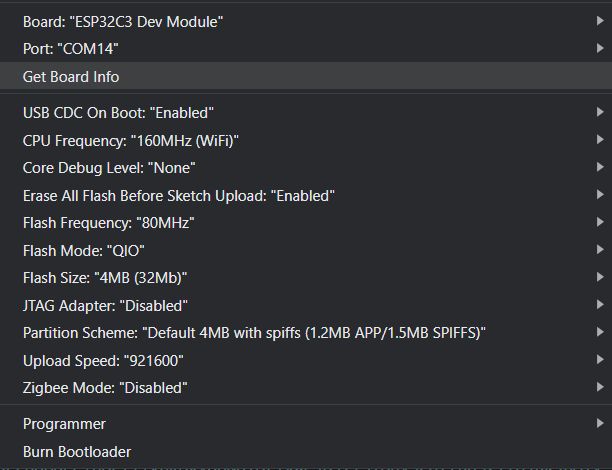 Board: "ESP32C3 Dev Module"
Port: "COM14"
Get Board Info
USB CDC On Boot: "Enabled"
CPU Frequency: "160MHz (WiFi)"
Core Debug Level: "None"
Erase All Flash Before Sketch Upload: "Enabled"
Flash Frequency: "80MHz"
Flash Mode: "QIO"
Flash Size: "4MB (32Mb)"
JTAG Adapter: "Disabled"
Partition Scheme: "Default 4MB with spiffs (1.2MB APP/1.5MB SPIFFS)"
Upload Speed: "921600"
Zigbee Mode: "Disabled"
Programmer
Burn Bootloader